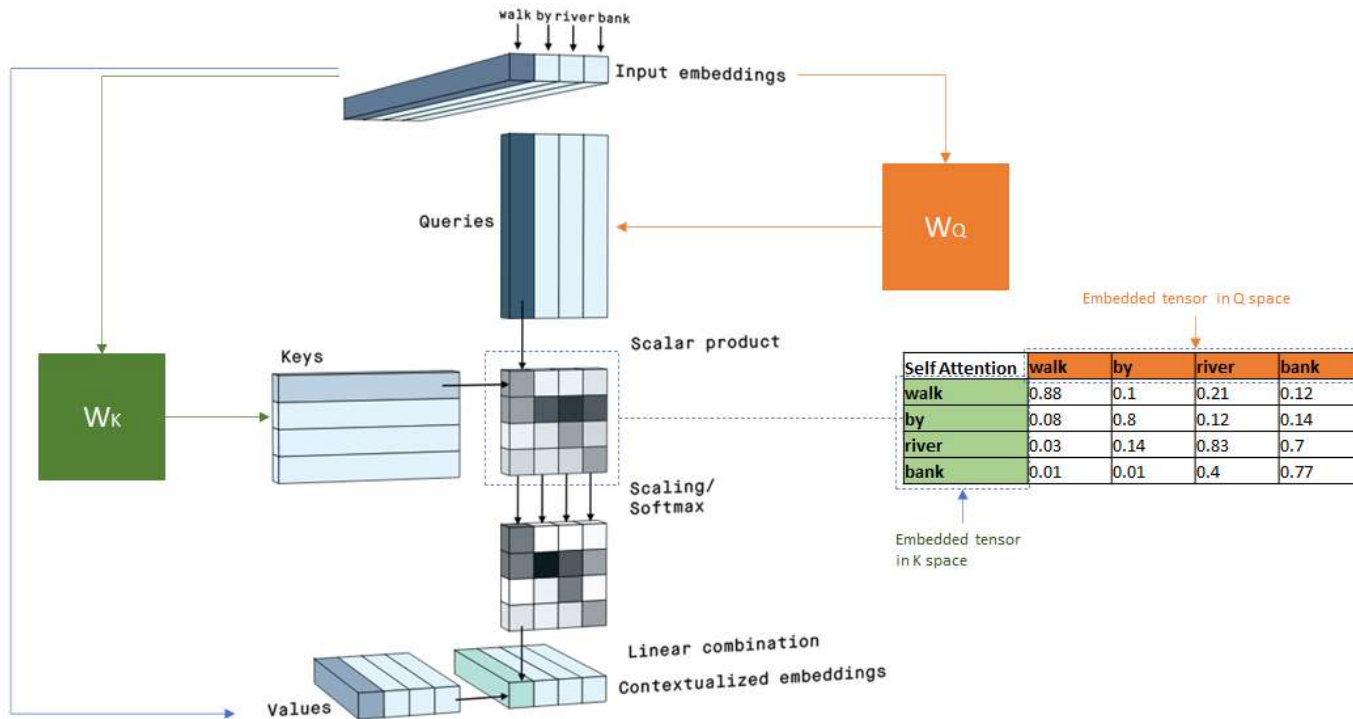 walk by river bank
Input embeddings
Queries
WQ
Embedded tensor in Q space
Scalar product
Keys
WK
Self Attention walk by river bank
walk 0.88 0.1 0.21 0.12
by 0.08 0.8 0.12 0.14
river 0.03 0.14 0.83 0.7
bank 0.01 0.01 0.4 0.77
Scaling/
Softmax
Embedded tensor
in K space
Linear combination
Contextualized embeddings
Values